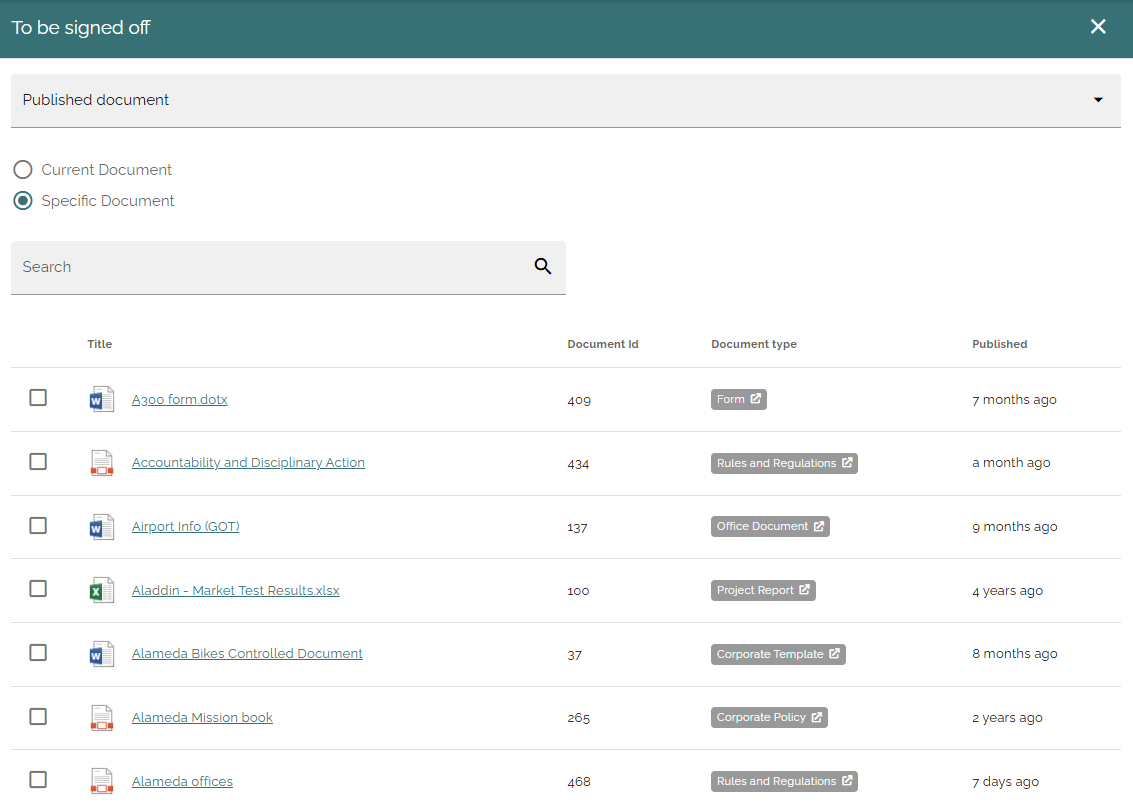 To be signed off
Published document
Current Document
Specific Document
Search
Title Document Id Document type Published
A300 form.dotx 409 Form 7 months ago
Accountability and Disciplinary Action 434 Rules and Regulations a month ago
Airport Info (GOT) 137 Office Document 9 months ago
Aladdin - Market Test Results.xlsx 100 Project Report 4 years ago
Alameda Bikes Controlled Document 37 Corporate Template 8 months ago
Alameda Mission book 265 Corporate Policy 2 years ago
Alameda offices 468 Rules and Regulations 7 days ago